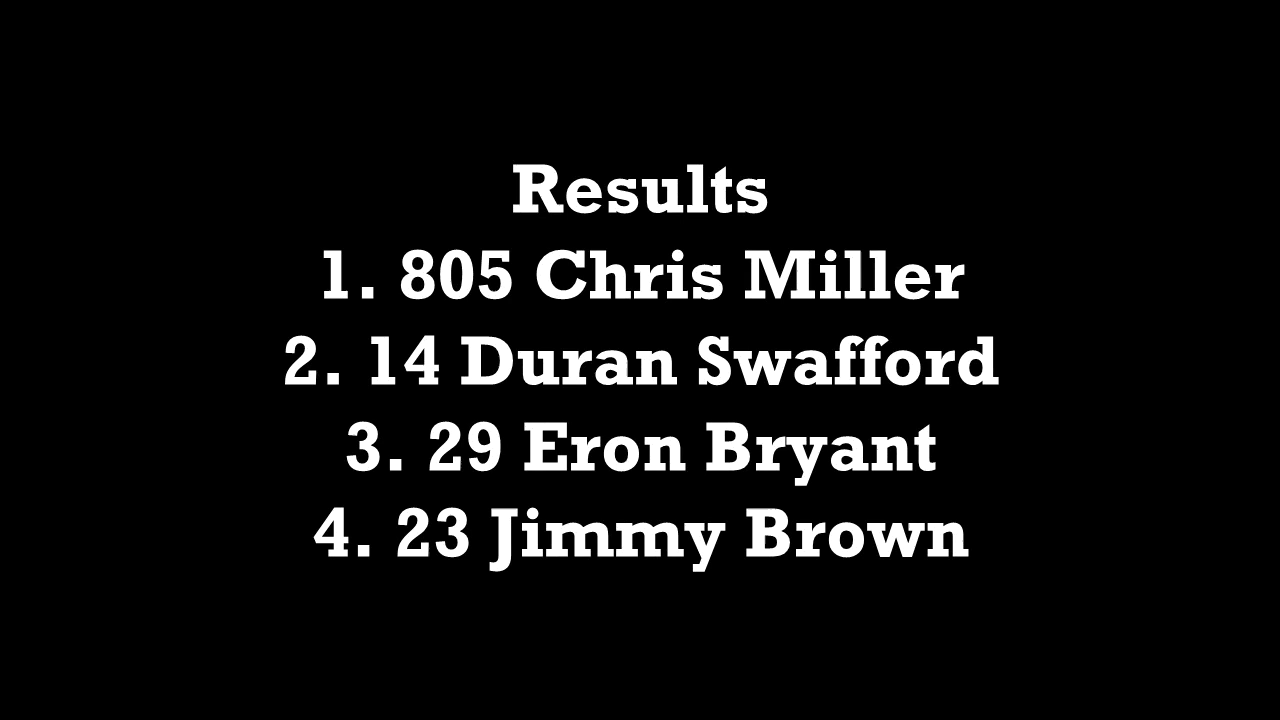 Results
1. 805 Chris Miller
2. 14 Duran Swafford
3. 29 Eron Bryant
4. 23 Jimmy Brown